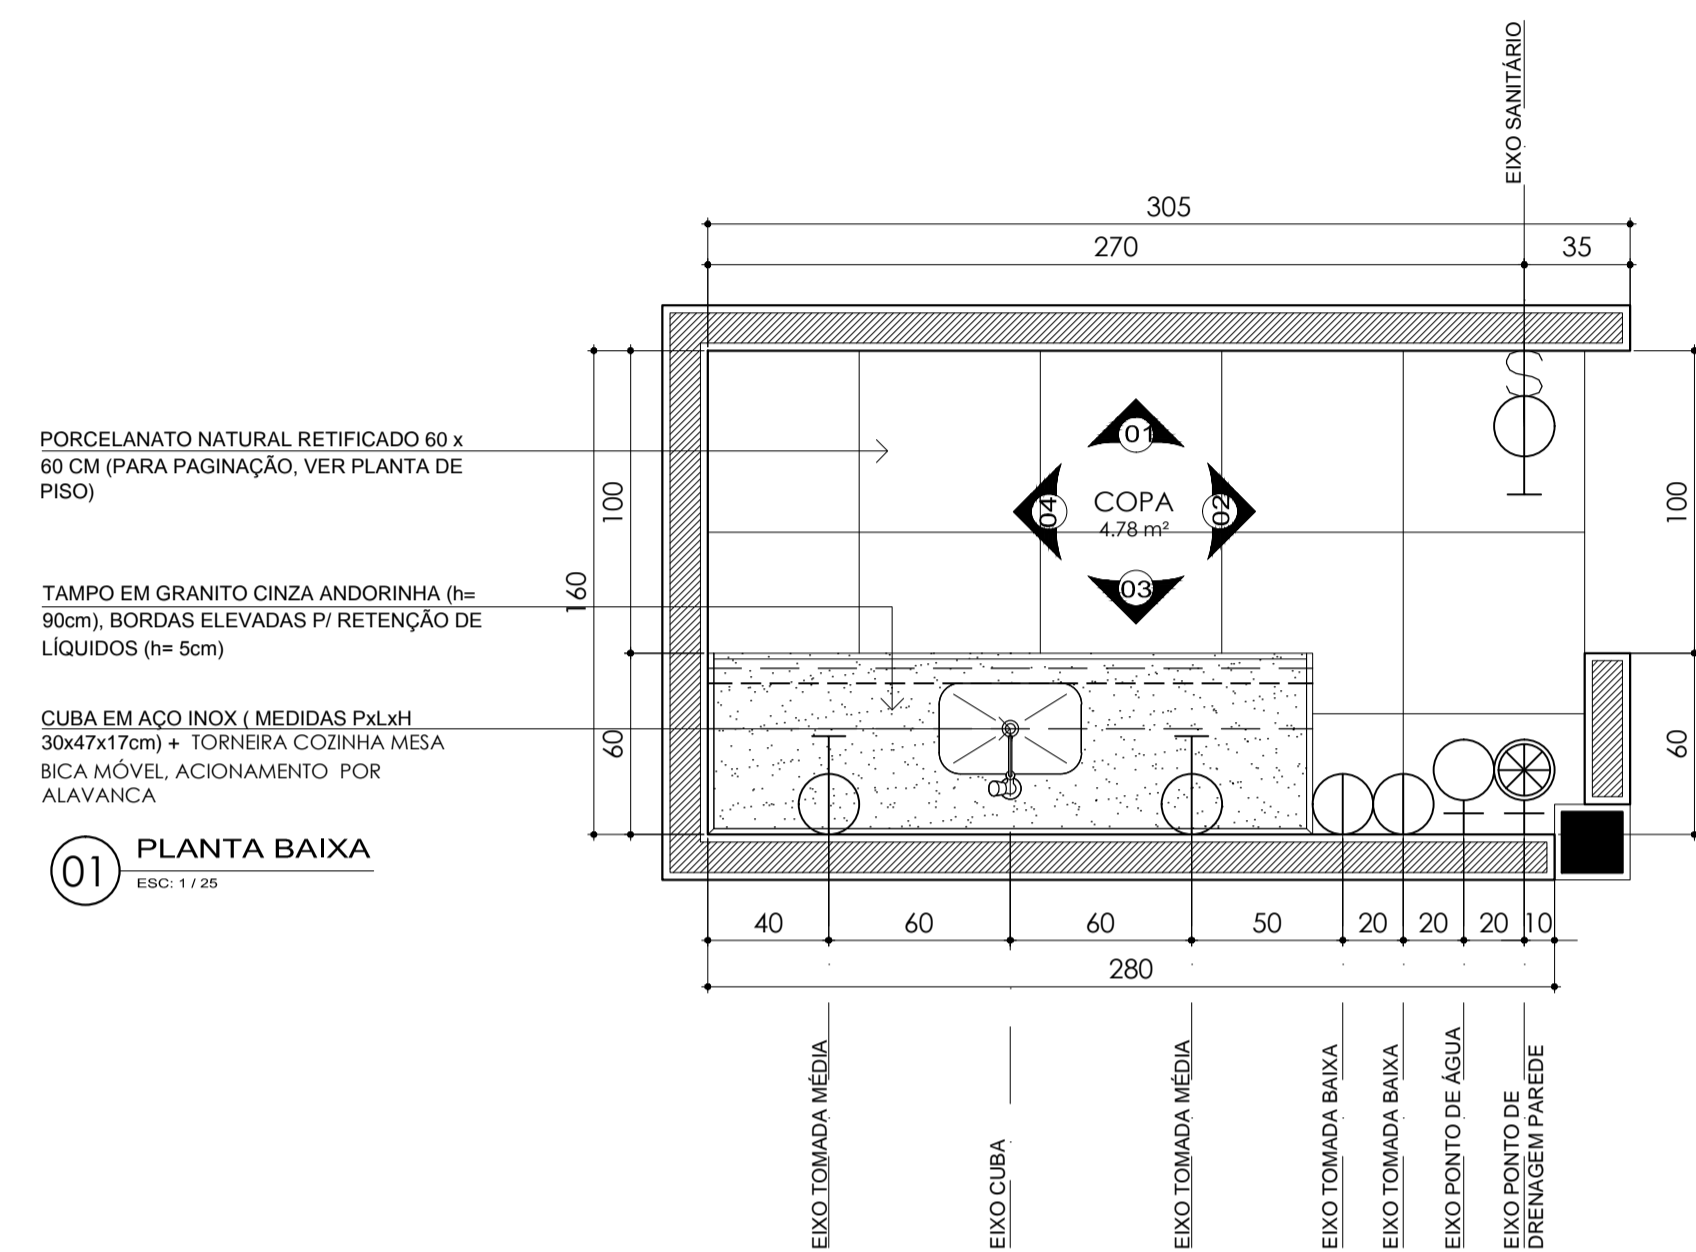 EIXO SANITÁRIO
305
270
35
PORCELANATO NATURAL RETIFICADO 60 x
60 CM (PARA PAGINAÇÃO, VER PLANTA DE
PISO)
TAMPO EM GRANITO CINZA ANDORINHA (h=
90cm), BORDAS ELEVADAS P/ RETENÇÃO DE
LÍQUIDOS (h= 5cm)
CUBA EM AÇO INOX ( MEDIDAS PxLxH
30x47x17cm) + TORNEIRA COZINHA MESA
BICA MÓVEL, ACIONAMENTO POR
ALAVANCA
01
PLANTA BAIXA
ESC: 1 / 25
160
100
60
S
01
04
COPA
4.78 m²
02
03
100
60
40
60
60
50
20
20
20
10
280
EIXO TOMADA MÉDIA
EIXO CUBA
EIXO TOMADA MÉDIA
EIXO TOMADA BAIXA
EIXO TOMADA BAIXA
EIXO PONTO DE ÁGUA
EIXO PONTO DE
DRENAGEM PAREDE